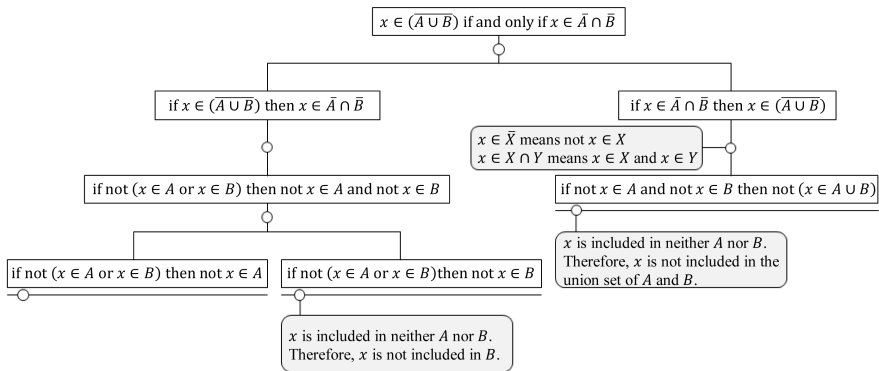 x ∈ (A ∪ B)̅ if and only if x ∈ Ā ∩ B̄
if x ∈ (A ∪ B)̅ then x ∈ Ā ∩ B̄
if x ∈ Ā ∩ B̄ then x ∈ (A ∪ B)̅
x ∈ X̄ means not x ∈ X
x ∈ X ∩ Y means x ∈ X and x ∈ Y
if not (x ∈ A or x ∈ B) then not x ∈ A and not x ∈ B
if not x ∈ A and not x ∈ B then not (x ∈ A ∪ B)
x is included in neither A nor B.
Therefore, x is not included in the
union set of A and B.
if not (x ∈ A or x ∈ B) then not x ∈ A
if not (x ∈ A or x ∈ B)then not x ∈ B
x is included in neither A nor B.
Therefore, x is not included in B.